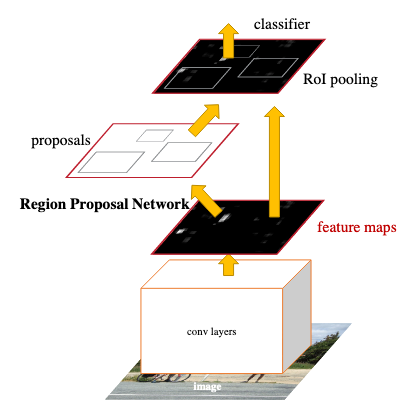 classifier
RoI pooling
proposals
Region Proposal Network
feature maps
conv layers
image